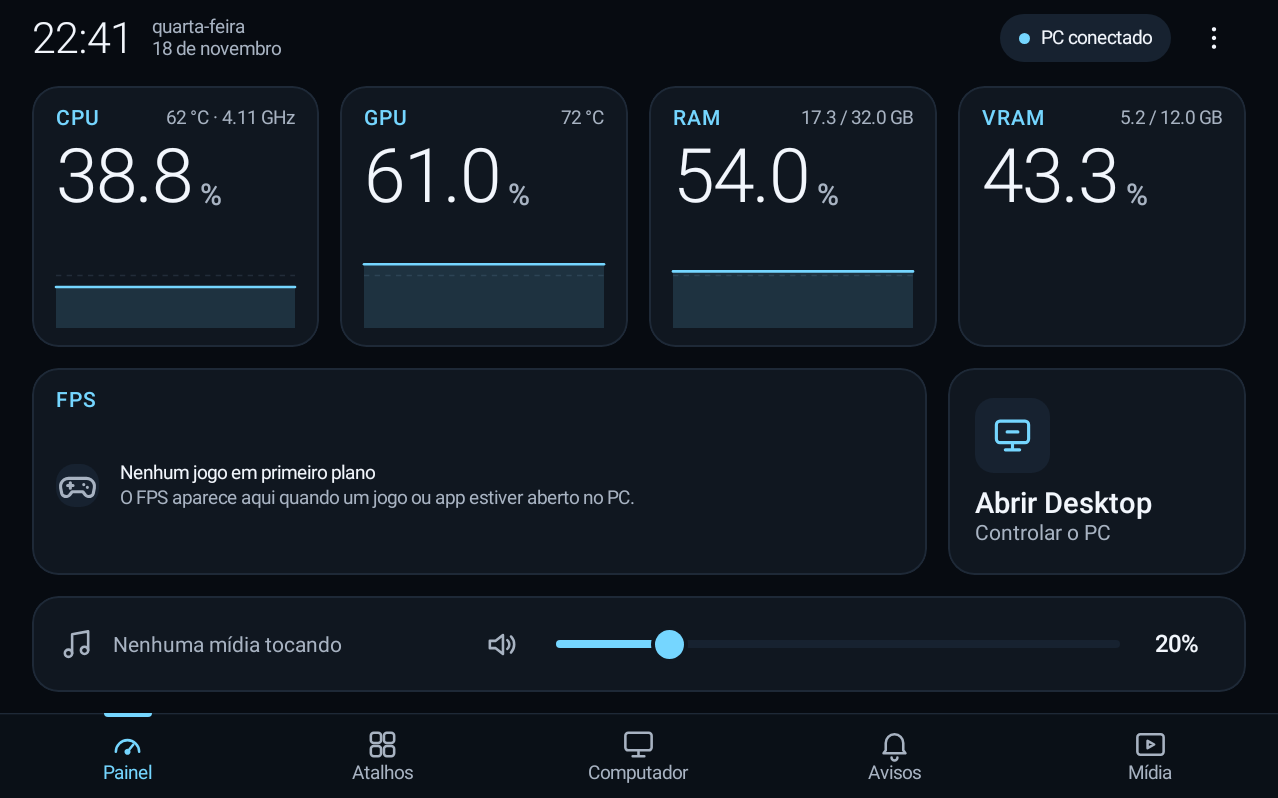 22:41
quarta-feira
18 de novembro
PC conectado
CPU 62 °C · 4.11 GHz
38.8 %
GPU 72 °C
61.0 %
RAM 17.3 / 32.0 GB
54.0 %
VRAM 5.2 / 12.0 GB
43.3 %
FPS
Nenhum jogo em primeiro plano
O FPS aparece aqui quando um jogo ou app estiver aberto no PC.
Abrir Desktop
Controlar o PC
Nenhuma mídia tocando
20%
Painel
Atalhos
Computador
Avisos
Mídia